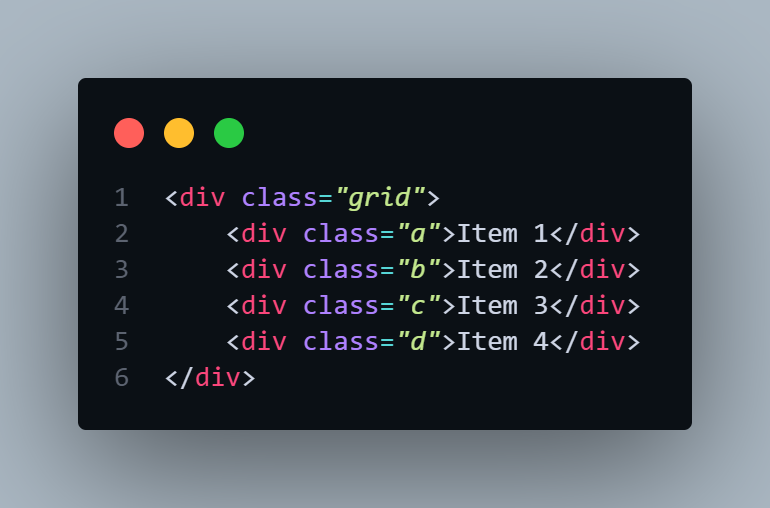 1 <div class="grid">
2     <div class="a">Item 1</div>
3     <div class="b">Item 2</div>
4     <div class="c">Item 3</div>
5     <div class="d">Item 4</div>
6 </div>